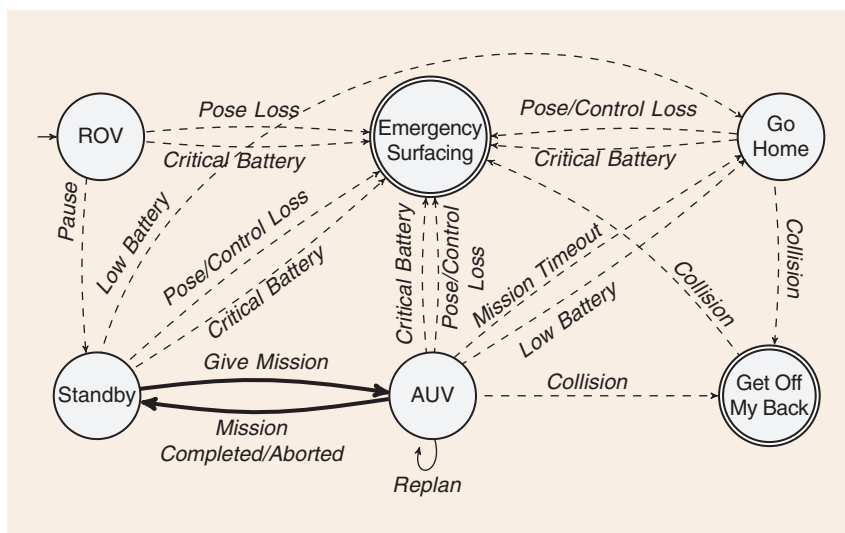 ROV
Pose Loss
Critical Battery
Emergency
Surfacing
Pose/Control Loss
Critical Battery
Go
Home
Pause
Low Battery
Pose/Control Loss
Critical Battery
Critical Battery
Pose/Control
Loss
Mission Timeout
Low Battery
Collision
Collision
Standby
Give Mission
Mission
Completed/Aborted
AUV
Replan
Collision
Get Off
My Back